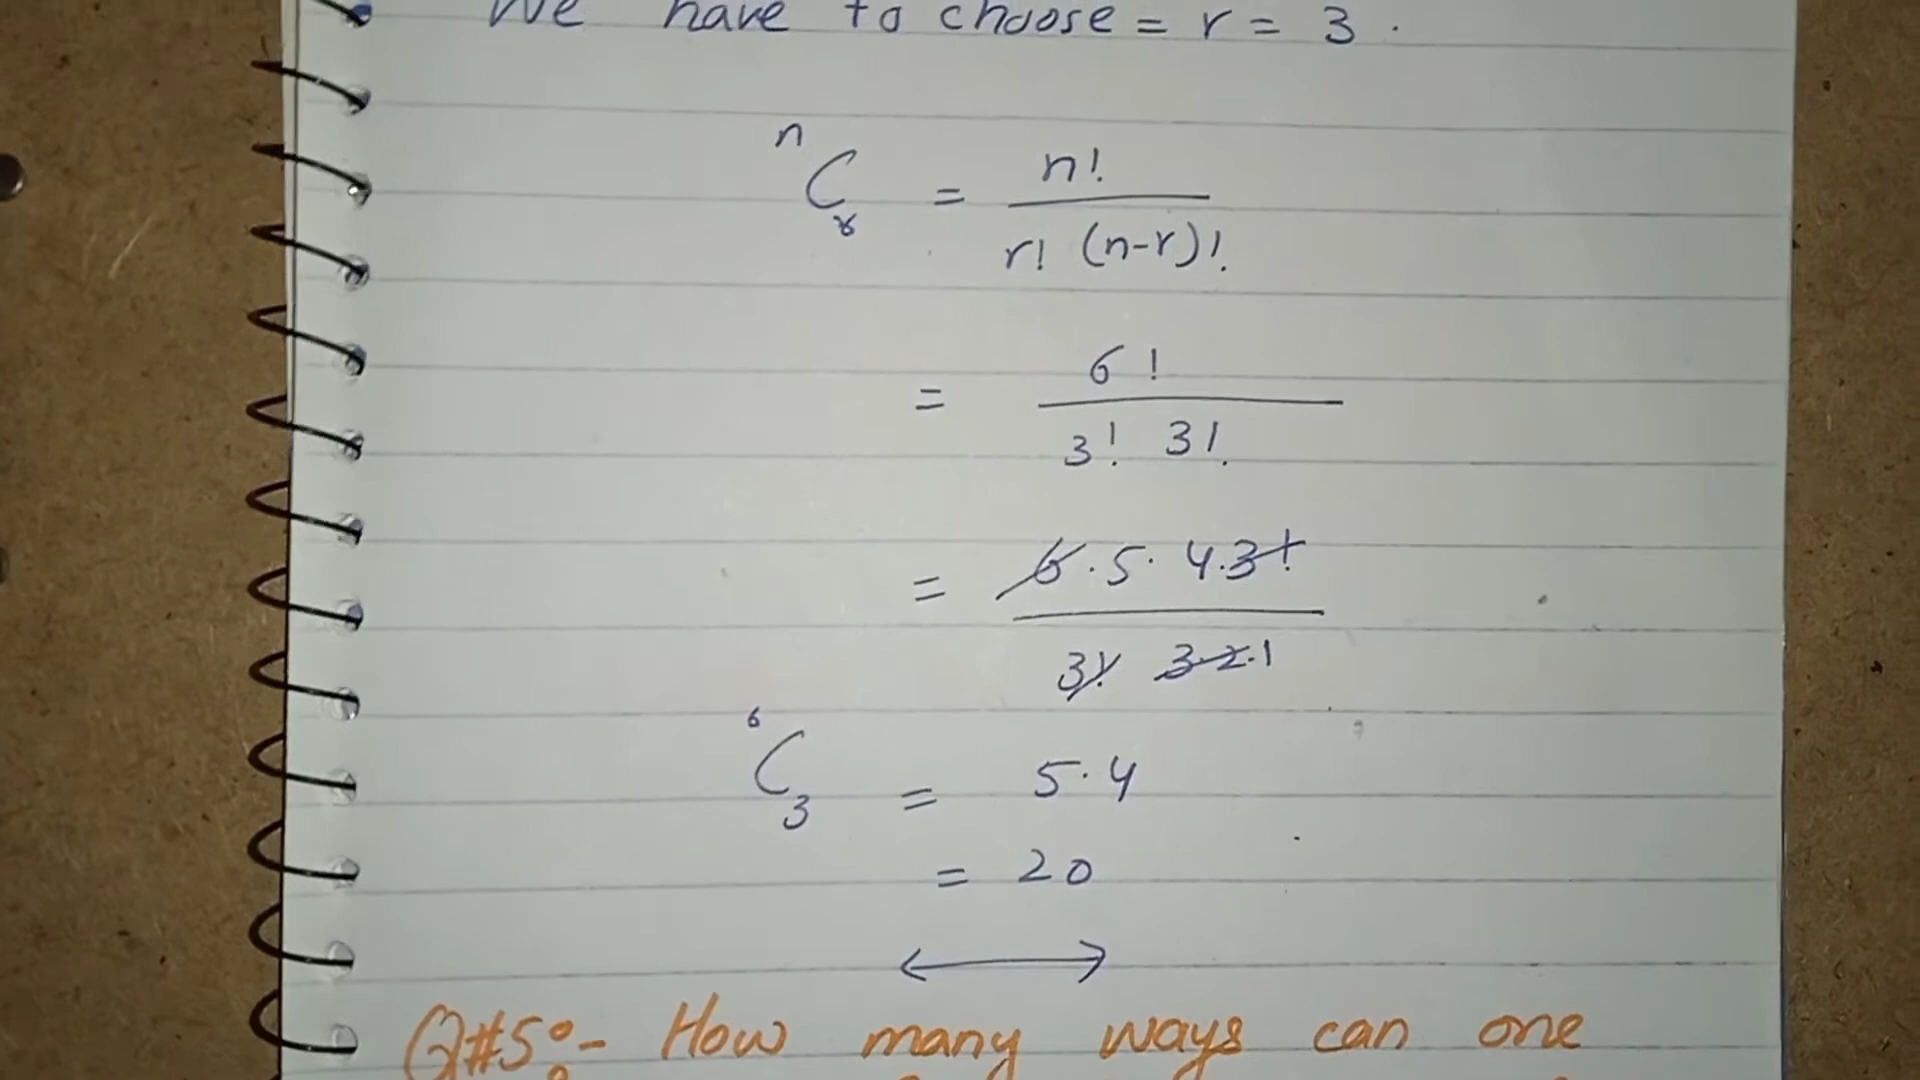 We have to choose = r = 3.
nCr = n! / r! (n-r)!
= 6! / 3! 3!
= 6.5.4.3! / 3! 3.2.1
6C3 = 5.4
= 20
Q#5:- How many ways can one